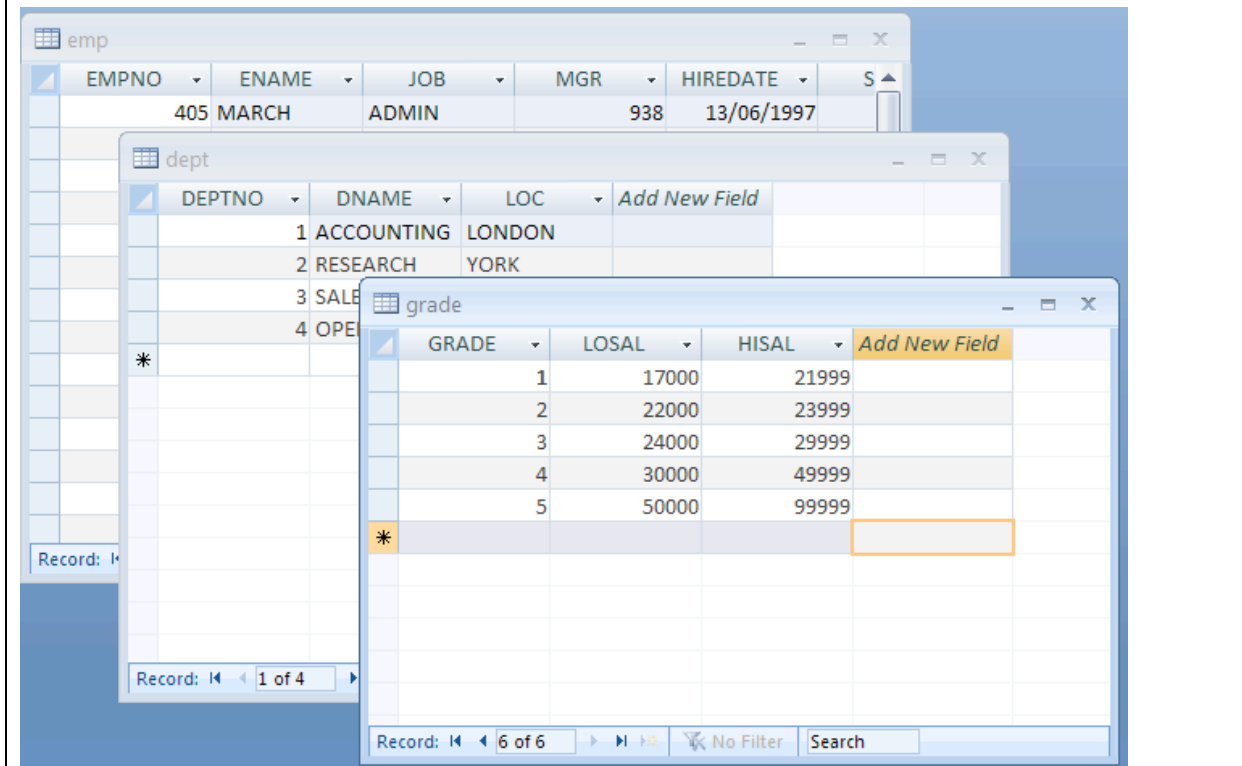 emp
EMPNO ENAME JOB MGR HIREDATE S
405 MARCH ADMIN 938 13/06/1997
dept
DEPTNO DNAME LOC Add New Field
1 ACCOUNTING LONDON
2 RESEARCH YORK
3 SALE
4 OPE
grade
GRADE LOSAL HISAL Add New Field
1 17000 21999
2 22000 23999
3 24000 29999
4 30000 49999
5 50000 99999
Record: 
Record: 1 of 4
Record: 6 of 6 No Filter Search